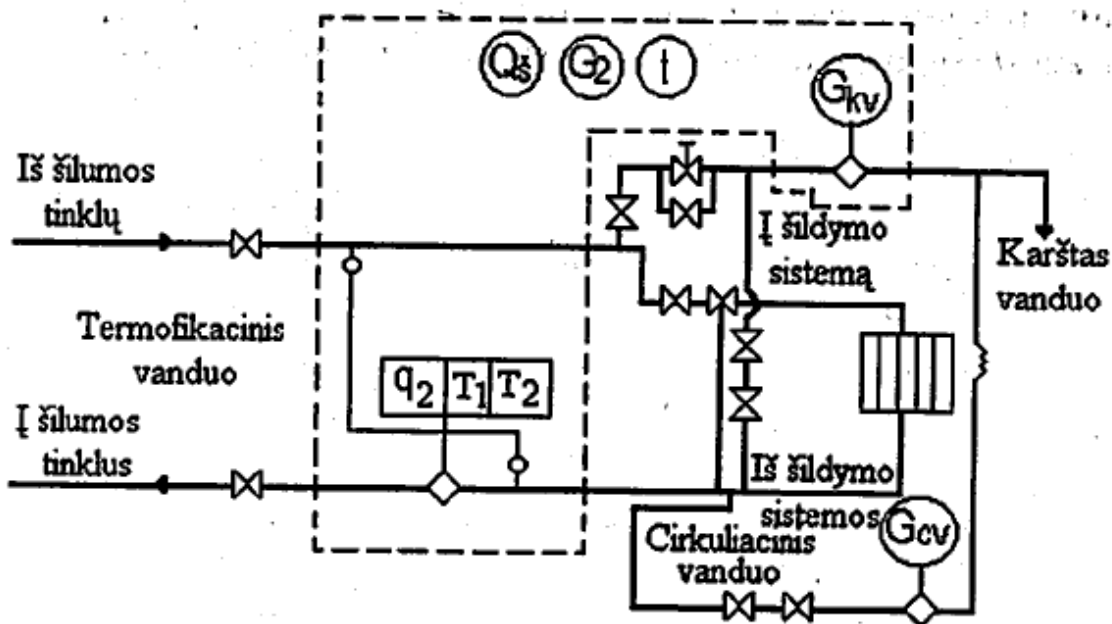 Qš G2 t
Gkv
Iš šilumos
tinklų
Į šildymo
sistemą
Karštas
vanduo
Termofikacinis
vanduo
q2 T1 T2
Į šilumos
tinklus
Iš šildymo
sistemos
Gcv
Cirkuliacinis
vanduo